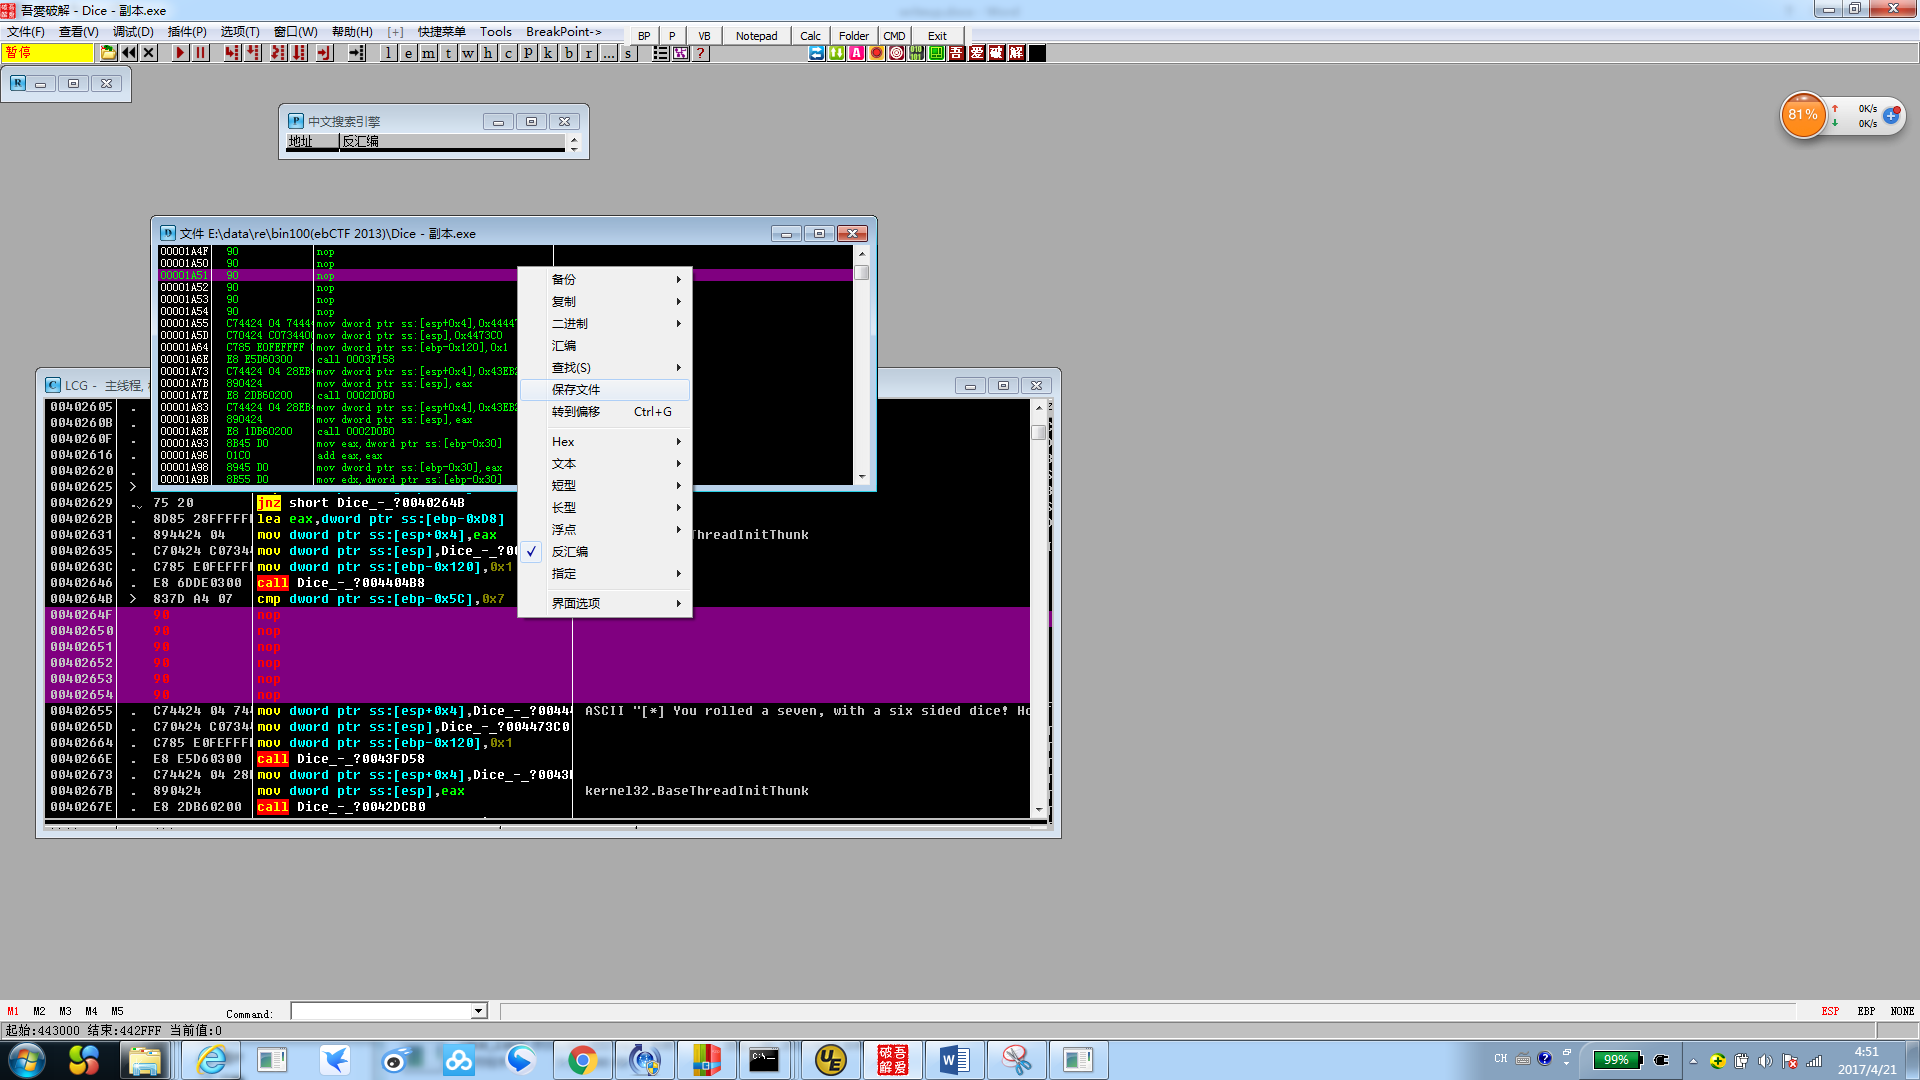 吾愛破解 - Dice - 副本.exe
文件(F) 查看(V) 调试(D) 插件(P) 选项(T) 窗口(W) 帮助(H) [+] 快捷菜单 Tools BreakPoint->
BP P VB Notepad Calc Folder CMD Exit
暂停
l e m t w h c p k b r ... s
?
吾 爱 破 解
R
P 中文搜索引擎
地址 反汇编
81% 0K/s
0K/s
D 文件 E:\data\re\bin100(ebCTF 2013)\Dice - 副本.exe
00001A4F 90 nop
00001A50 90 nop
00001A51 90 nop
00001A52 90 nop
00001A53 90 nop
00001A54 90 nop
00001A55 C74424 04 7444 mov dword ptr ss:[esp+0x4],0x4444
00001A5D C70424 C073440 mov dword ptr ss:[esp],0x4473C0
00001A64 C785 E0FEFFFF mov dword ptr ss:[ebp-0x120],0x1
00001A6E E8 E5D60300 call 0003F158
00001A73 C74424 04 28EB4 mov dword ptr ss:[esp+0x4],0x43EB2
00001A7B 890424 mov dword ptr ss:[esp],eax
00001A7E E8 2DB60200 call 0002D0B0
00001A83 C74424 04 28EB4 mov dword ptr ss:[esp+0x4],0x43EB2
00001A8B 890424 mov dword ptr ss:[esp],eax
00001A8E E8 1DB60200 call 0002D0B0
00001A93 8B45 D0 mov eax,dword ptr ss:[ebp-0x30]
00001A96 01C0 add eax,eax
00001A98 8945 D0 mov dword ptr ss:[ebp-0x30],eax
00001A9B 8B55 D0 mov edx,dword ptr ss:[ebp-0x30]
备份
复制
二进制
汇编
查找(S)
保存文件
转到偏移 Ctrl+G
Hex
文本
短型
长型
浮点
反汇编
指定
界面选项
C LCG - 主线程,
00402605 .
0040260B .
0040260F .
00402616 .
00402620 .
00402625 >
00402629 . 75 20 jnz short Dice_-_?0040264B
0040262B . 8D85 28FFFFF lea eax,dword ptr ss:[ebp-0xD8]
00402631 . 894424 04 mov dword ptr ss:[esp+0x4],eax hreadInitThunk
00402635 . C70424 C0734 mov dword ptr ss:[esp],Dice_-_?00
0040263C . C785 E0FEFFF mov dword ptr ss:[ebp-0x120],0x1
00402646 . E8 6DDE0300 call Dice_-_?004404B8
0040264B > 837D A4 07 cmp dword ptr ss:[ebp-0x5C],0x7
0040264F 90 nop
00402650 90 nop
00402651 90 nop
00402652 90 nop
00402653 90 nop
00402654 90 nop
00402655 . C74424 04 74 mov dword ptr ss:[esp+0x4],Dice_-_?0044 ASCII "[*] You rolled a seven, with a six sided dice! Ho
0040265D . C70424 C0734 mov dword ptr ss:[esp],Dice_-_?004473C0
00402664 . C785 E0FEFFF mov dword ptr ss:[ebp-0x120],0x1
0040266E . E8 E5D60300 call Dice_-_?0043FD58
00402673 . C74424 04 28 mov dword ptr ss:[esp+0x4],Dice_-_?0043
0040267B . 890424 mov dword ptr ss:[esp],eax kernel32.BaseThreadInitThunk
0040267E . E8 2DB60200 call Dice_-_?0042DCB0
M1 M2 M3 M4 M5 Command: ESP EBP NONE
起始:443000 结束:442FFF 当前值:0
CH 99% 4:51
2017/4/21